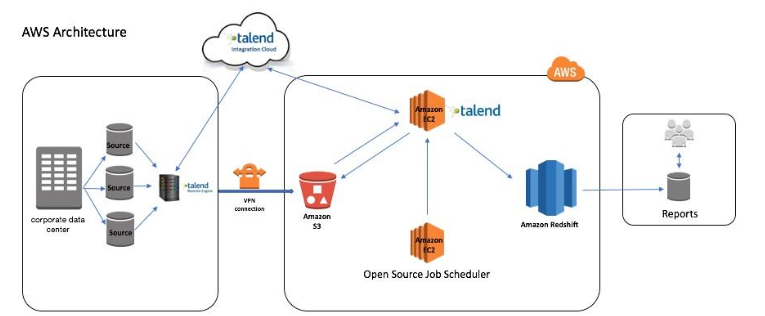 AWS Architecture
talend
Integration Cloud
AWS
Amazon
EC2
talend
Source
Source
Source
corporate data
center
talend
Remote Engine
VPN
connection
Amazon
S3
Amazon
EC2
Open Source Job Scheduler
Amazon Redshift
Reports